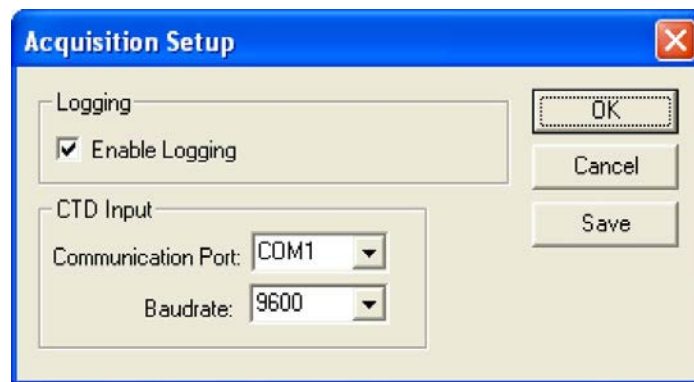 Acquisition Setup
Logging
Enable Logging
CTD Input
Communication Port: COM1
Baudrate: 9600
OK
Cancel
Save